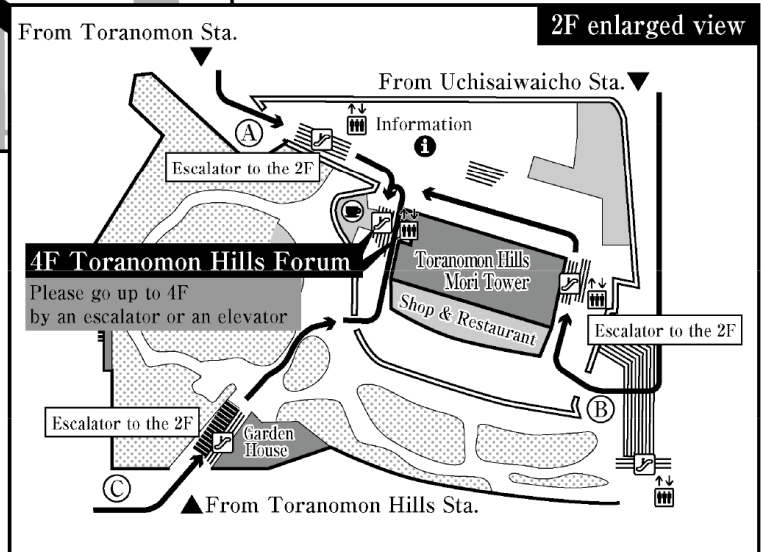 2F enlarged view
From Toranomon Sta.
From Uchisaiwaicho Sta.
A
Information
i
Escalator to the 2F
4F Toranomon Hills Forum
Please go up to 4F
by an escalator or an elevator
Toranomon Hills
Mori Tower
Shop & Restaurant
Escalator to the 2F
B
Escalator to the 2F
Garden
House
C
From Toranomon Hills Sta.